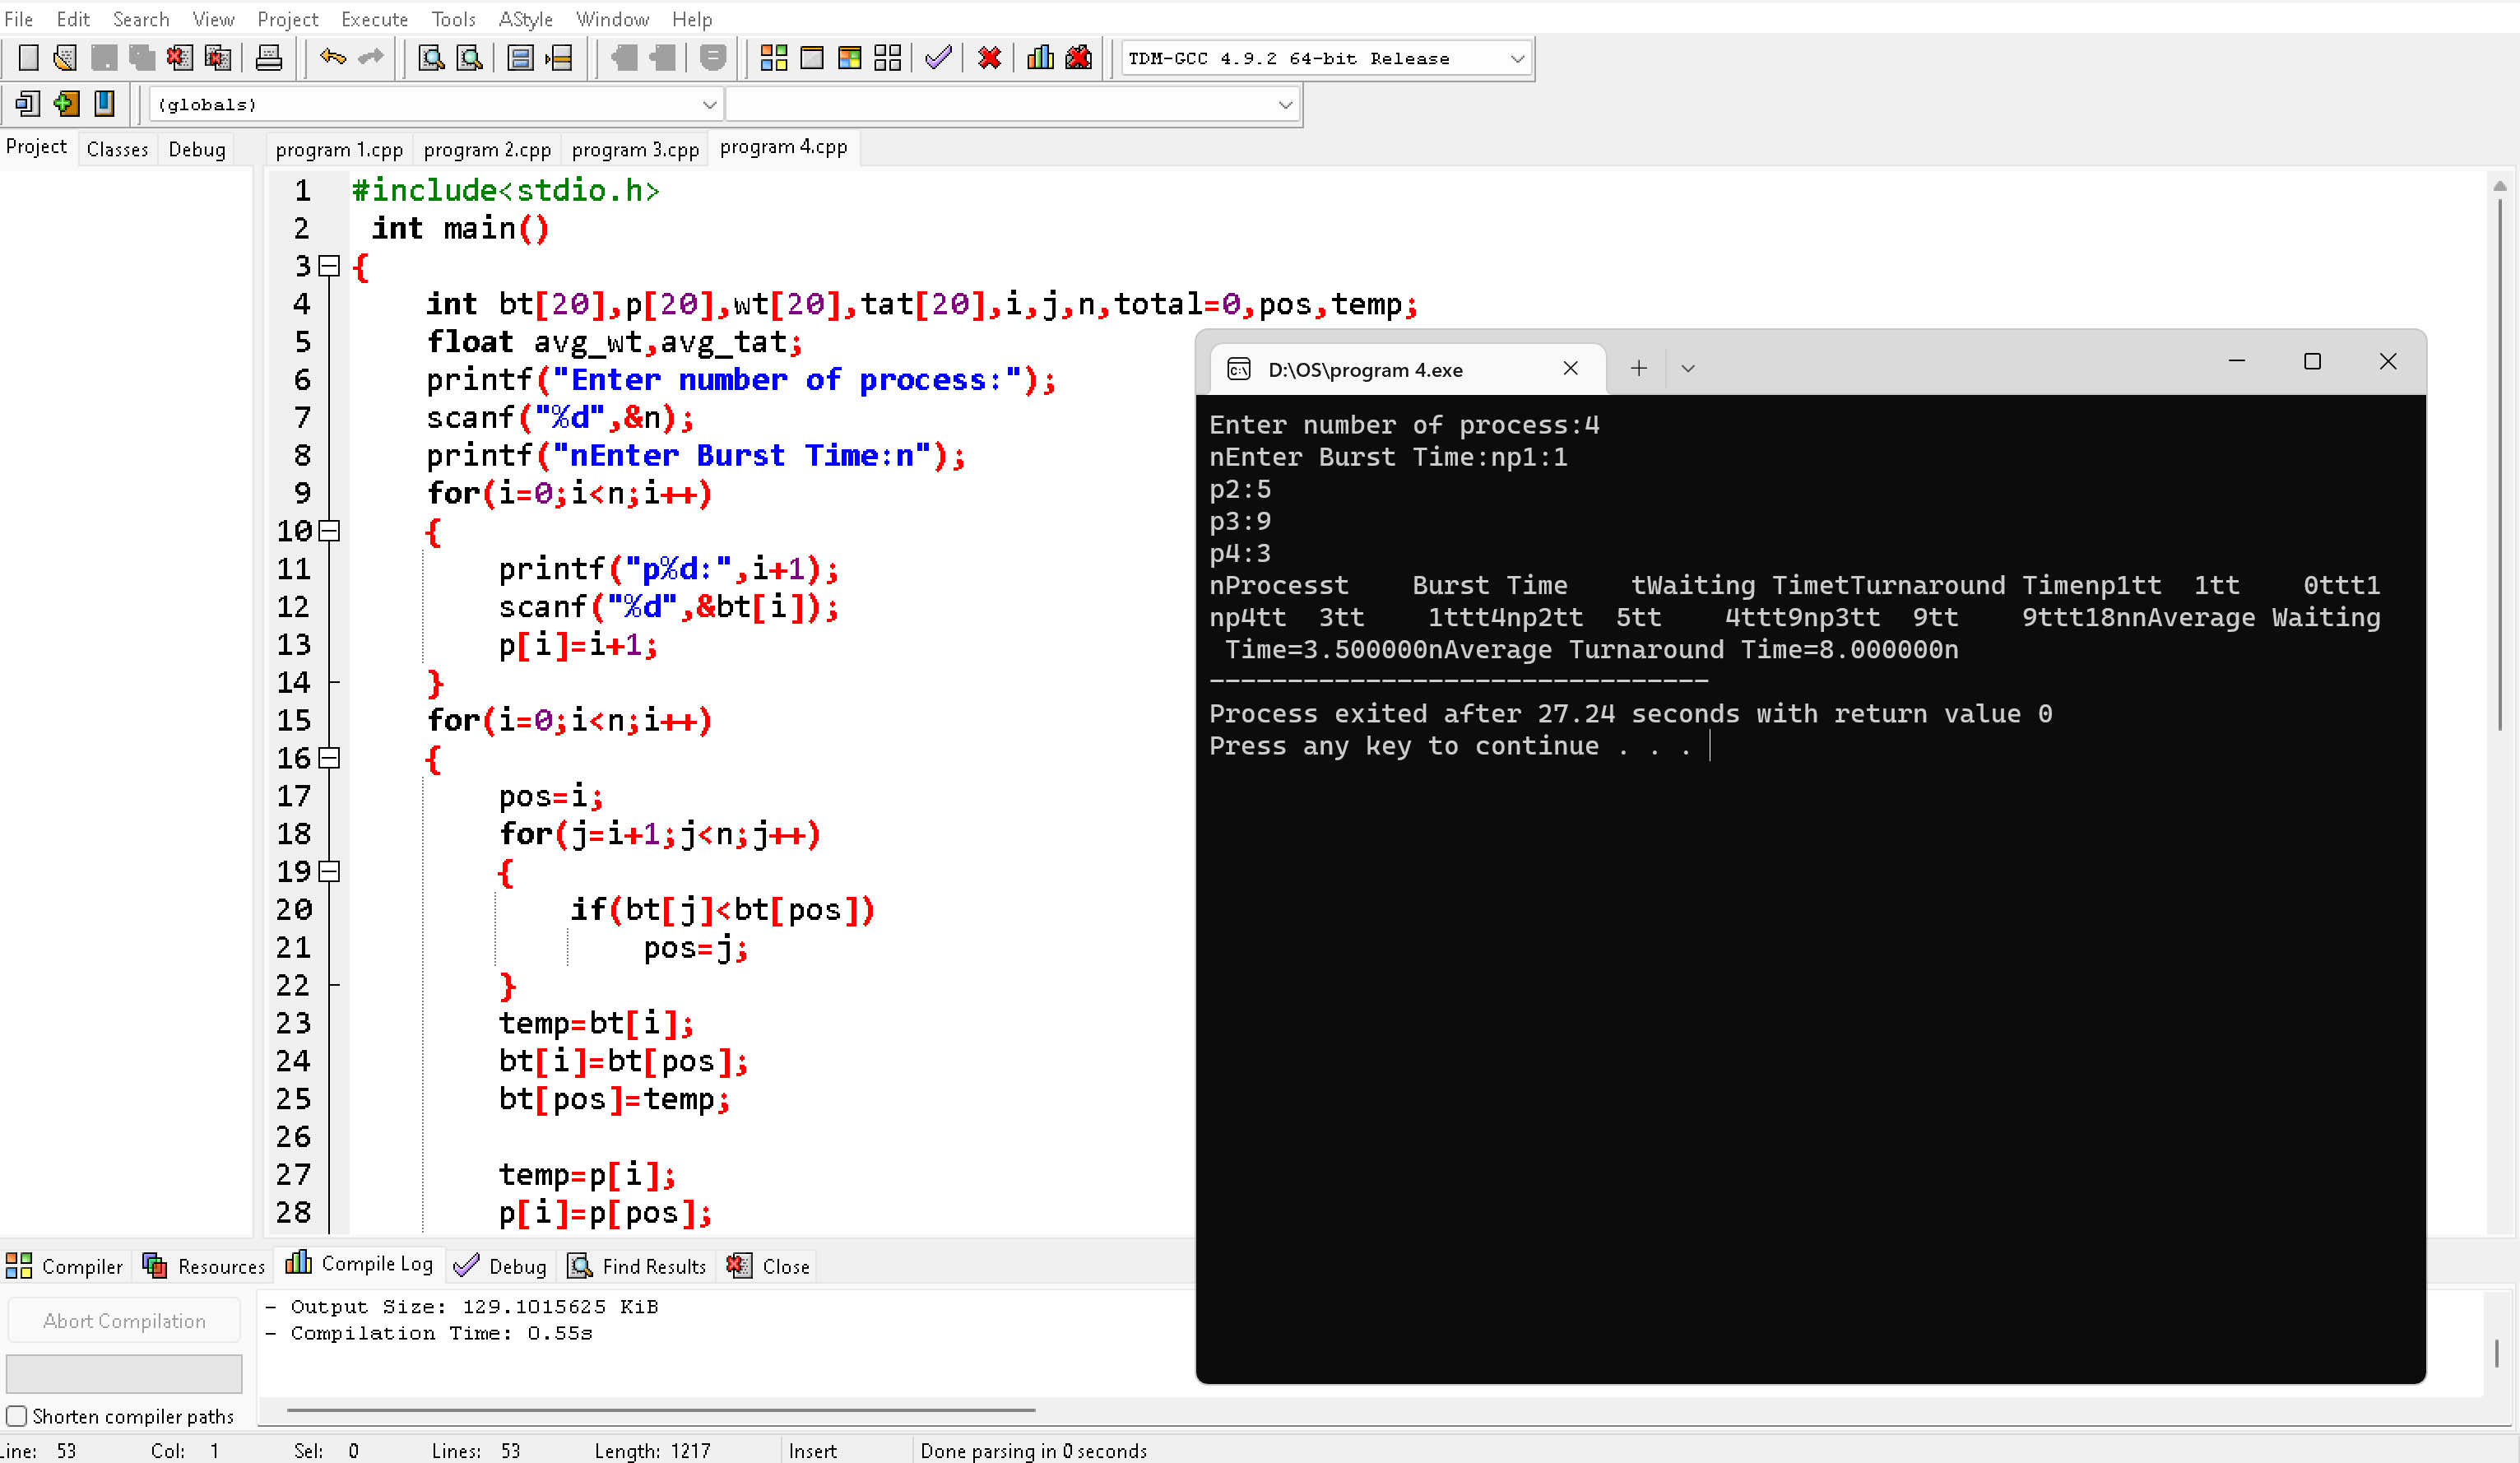 File Edit Search View Project Execute Tools AStyle Window Help
TDM-GCC 4.9.2 64-bit Release
(globals)
Project Classes Debug
program 1.cpp program 2.cpp program 3.cpp program 4.cpp
1 #include<stdio.h>
2 int main()
3 {
4 int bt[20],p[20],wt[20],tat[20],i,j,n,total=0,pos,temp;
5 float avg_wt,avg_tat;
6 printf("Enter number of process:");
7 scanf("%d",&n);
8 printf("nEnter Burst Time:n");
9 for(i=0;i<n;i++)
10 {
11 printf("p%d:",i+1);
12 scanf("%d",&bt[i]);
13 p[i]=i+1;
14 }
15 for(i=0;i<n;i++)
16 {
17 pos=i;
18 for(j=i+1;j<n;j++)
19 {
20 if(bt[j]<bt[pos])
21 pos=j;
22 }
23 temp=bt[i];
24 bt[i]=bt[pos];
25 bt[pos]=temp;
26
27 temp=p[i];
28 p[i]=p[pos];
D:\OS\program 4.exe
Enter number of process:4
nEnter Burst Time:np1:1
p2:5
p3:9
p4:3
nProcesst    Burst Time    tWaiting TimetTurnaround Timenp1tt  1tt    0ttt1
np4tt  3tt    1ttt4np2tt  5tt    4ttt9np3tt  9tt    9ttt18nnAverage Waiting
Time=3.500000nAverage Turnaround Time=8.000000n
--------------------------------
Process exited after 27.24 seconds with return value 0
Press any key to continue . . .
Compiler Resources Compile Log Debug Find Results Close
Abort Compilation
Shorten compiler paths
- Output Size: 129.1015625 KiB
- Compilation Time: 0.55s
Line: 53 Col: 1 Sel: 0 Lines: 53 Length: 1217 Insert Done parsing in 0 seconds